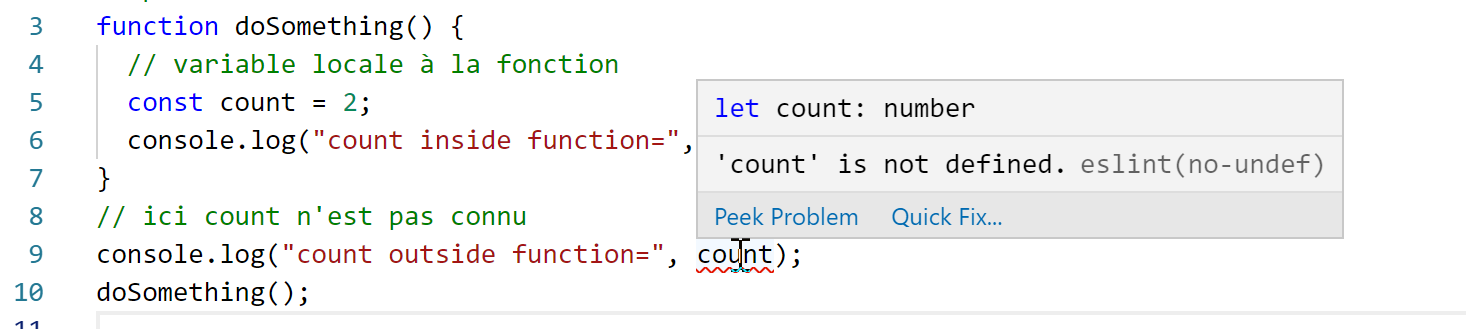 3 function doSomething() {
4 // variable locale à la fonction
5 const count = 2;
6 console.log("count inside function=",
7 }
8 // ici count n'est pas connu
9 console.log("count outside function=", count);
10 doSomething();
11
let count: number
'count' is not defined. eslint(no-undef)
Peek Problem Quick Fix...